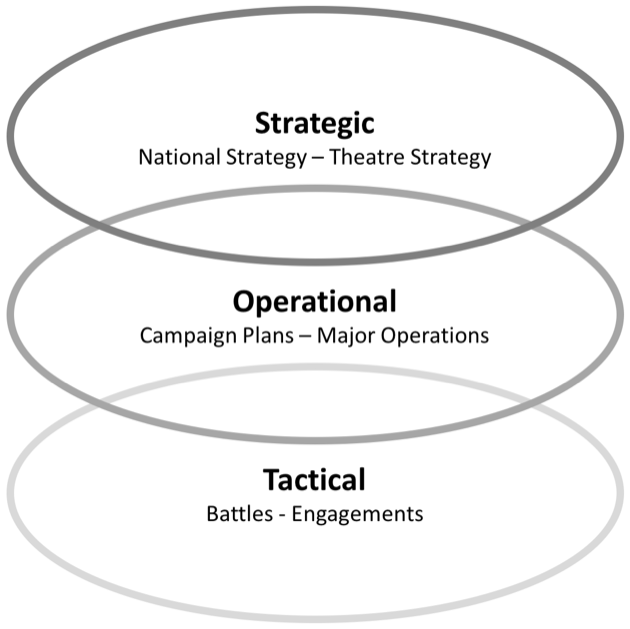 Strategic
National Strategy – Theatre Strategy
Operational
Campaign Plans – Major Operations
Tactical
Battles - Engagements